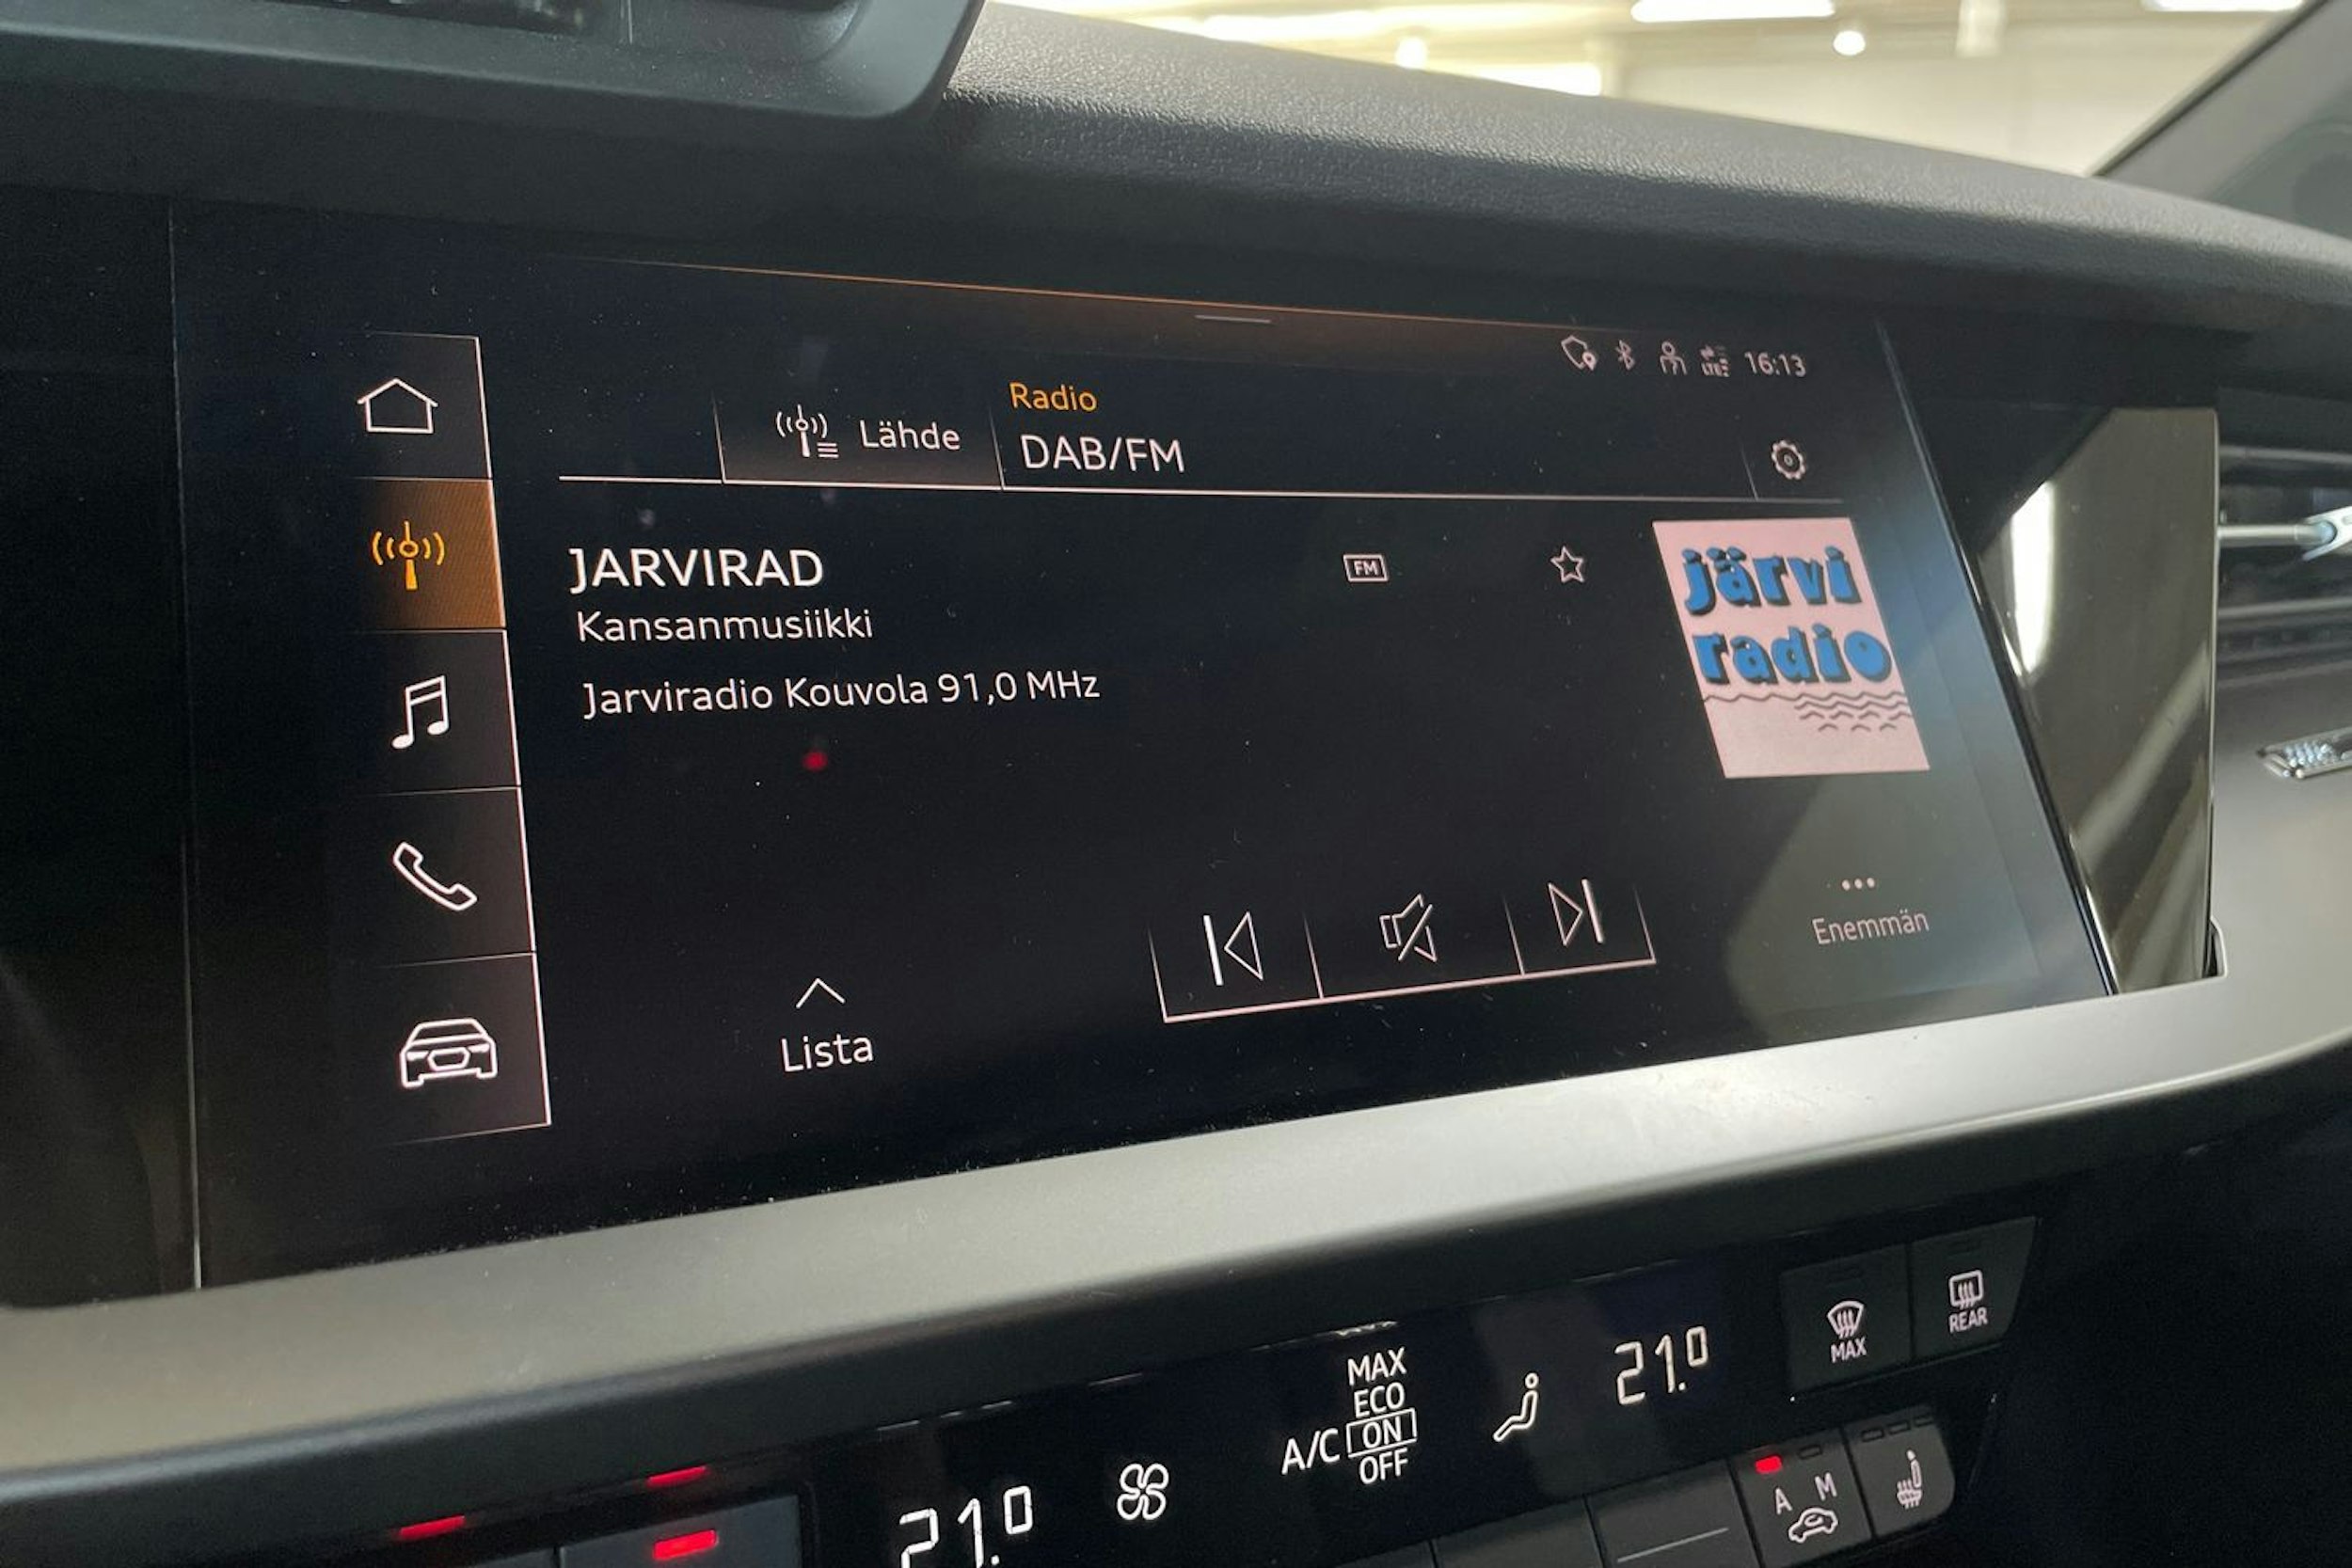 LTE
16:13
Radio
Lähde
DAB/FM
JARVIRAD
FM
Kansanmusiikki
Jarviradio Kouvola 91,0 MHz
järvi
radio
Enemmän
Lista
MAX
ECO
A/C ON
OFF
21.0
21.0
MAX
REAR
A M